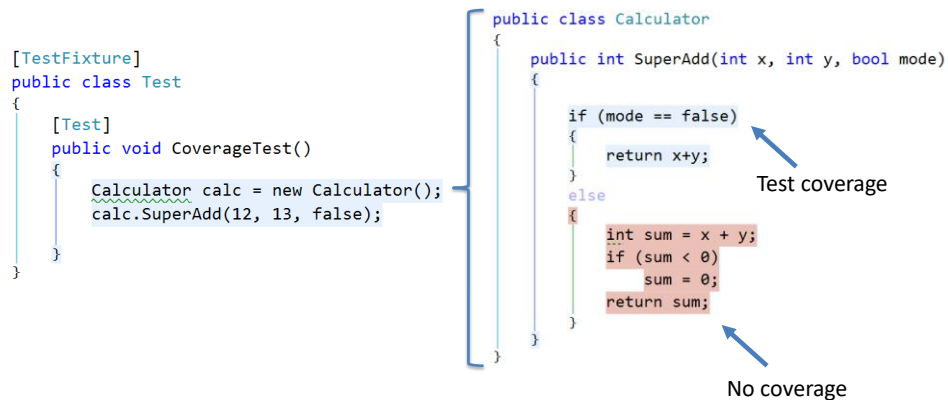 [TestFixture]
public class Test
{
[Test]
public void CoverageTest()
{
Calculator calc = new Calculator();
calc.SuperAdd(12, 13, false);
}
}
public class Calculator
{
public int SuperAdd(int x, int y, bool mode)
{
if (mode == false)
{
return x+y;
}
else
{
int sum = x + y;
if (sum < 0)
sum = 0;
return sum;
}
}
}
Test coverage
No coverage